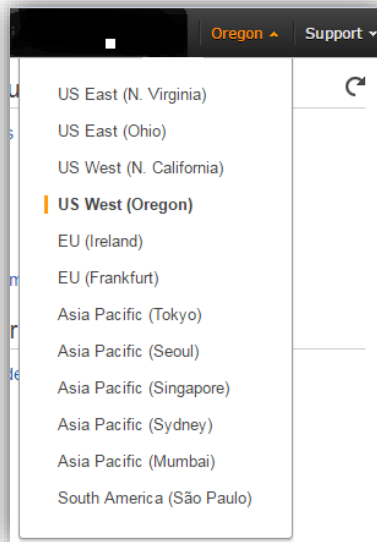 Oregon Support
US East (N. Virginia)
US East (Ohio)
US West (N. California)
US West (Oregon)
EU (Ireland)
EU (Frankfurt)
Asia Pacific (Tokyo)
Asia Pacific (Seoul)
Asia Pacific (Singapore)
Asia Pacific (Sydney)
Asia Pacific (Mumbai)
South America (São Paulo)